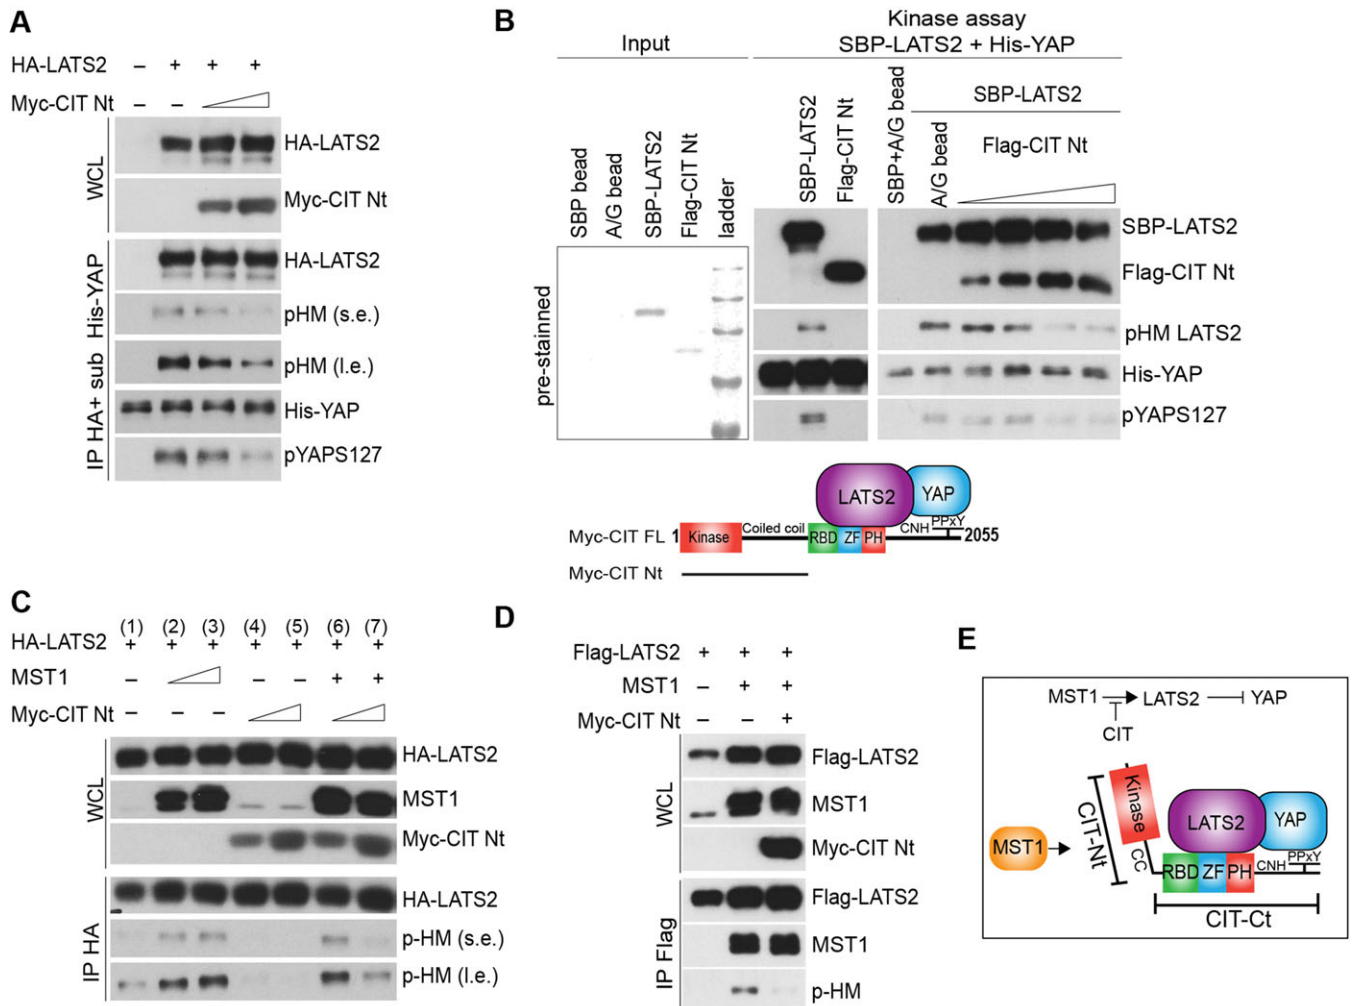 A
HA-LATS2 – + + +
Myc-CIT Nt – –
WCL
HA-LATS2
Myc-CIT Nt
IP HA+ sub His-YAP
HA-LATS2
pHM (s.e.)
pHM (l.e.)
His-YAP
pYAPS127
B
Input
Kinase assay
SBP-LATS2 + His-YAP
SBP bead
A/G bead
SBP-LATS2
Flag-CIT Nt
ladder
SBP-LATS2
Flag-CIT Nt
SBP+A/G bead
SBP-LATS2
A/G bead
Flag-CIT Nt
pre-stainned
SBP-LATS2
Flag-CIT Nt
pHM LATS2
His-YAP
pYAPS127
LATS2 YAP
Myc-CIT FL 1 Kinase Coiled coil RBD ZF PH CNH PPxY 2055
Myc-CIT Nt
C
(1) (2) (3) (4) (5) (6) (7)
HA-LATS2 + + + + + + +
MST1 – – – + +
Myc-CIT Nt – – –
WCL
HA-LATS2
MST1
Myc-CIT Nt
IP HA
HA-LATS2
p-HM (s.e.)
p-HM (l.e.)
D
Flag-LATS2 + + +
MST1 – + +
Myc-CIT Nt – – +
WCL
Flag-LATS2
MST1
Myc-CIT Nt
IP Flag
Flag-LATS2
MST1
p-HM
E
MST1 LATS2 YAP
CIT
Kinase
CIT-Nt
CC
MST1
LATS2 YAP
RBD ZF PH CNH PPxY
CIT-Ct